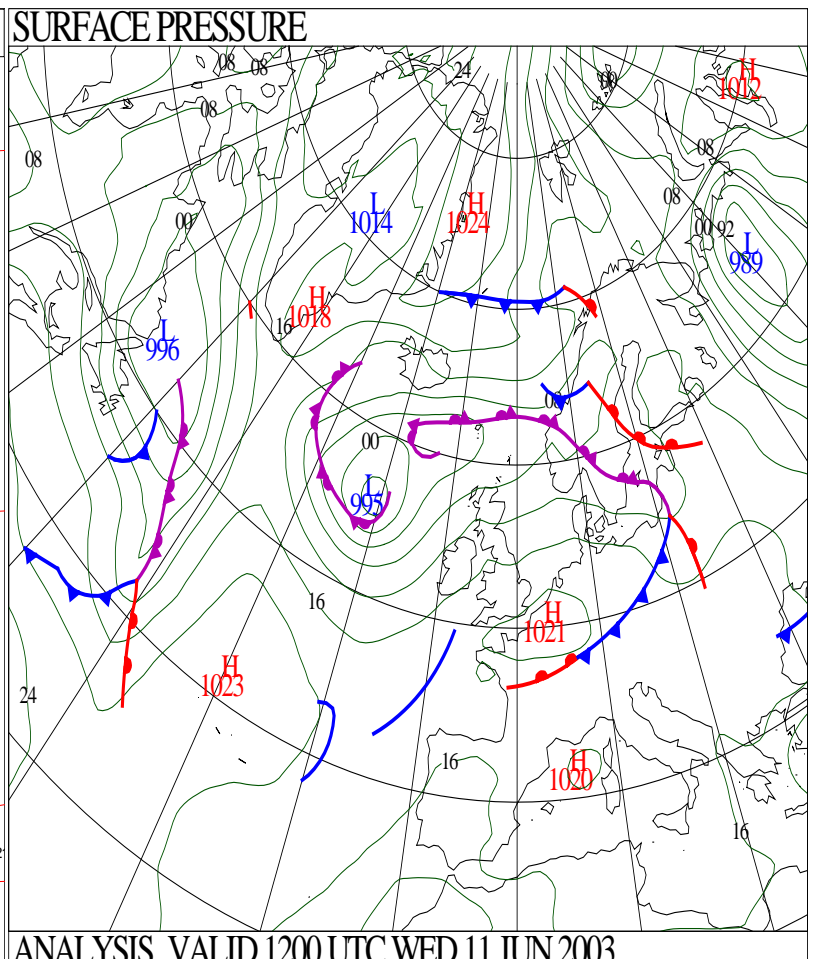 SURFACE PRESSURE
08
08
24
00
H
1012
08
08
08
08
L
1014
H
1024
00
00
92
L
989
H
1018
16
L
996
08
00
L
995
16
H
1021
H
1023
24
16
H
1020
16
ANALYSIS VALID 1200 UTC WED 11 JUN 2003